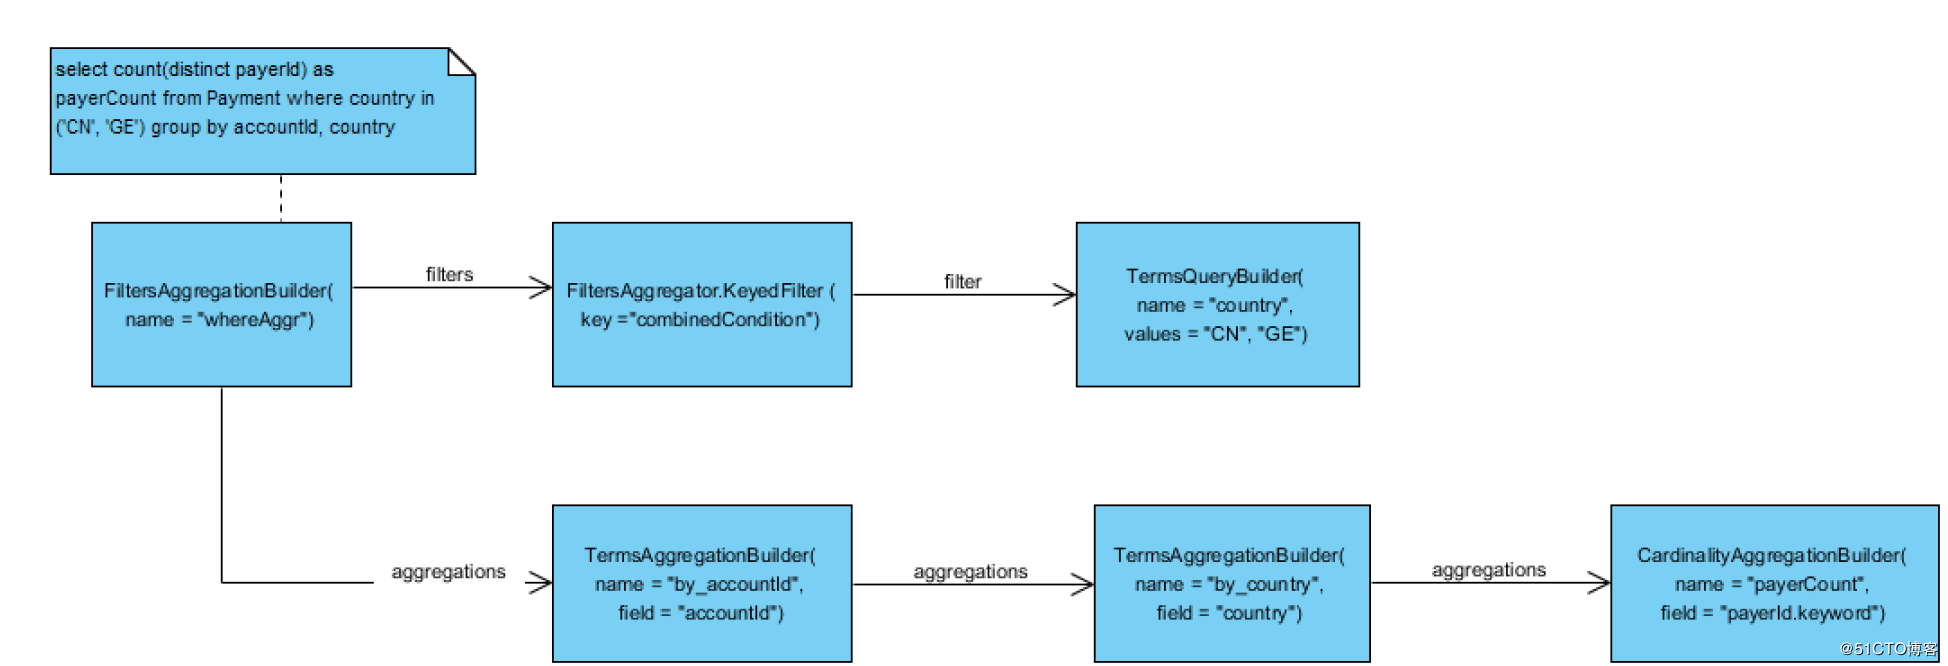 select count(distinct payerId) as
payerCount from Payment where country in
('CN', 'GE') group by accountId, country
FiltersAggregationBuilder(
name = "whereAggr")
filters
FiltersAggregator.KeyedFilter (
key ="combinedCondition")
filter
TermsQueryBuilder(
name = "country",
values = "CN", "GE")
aggregations
TermsAggregationBuilder(
name = "by_accountId",
field = "accountId")
aggregations
TermsAggregationBuilder(
name = "by_country",
field = "country")
aggregations
CardinalityAggregationBuilder(
name = "payerCount",
field = "payerId.keyword")
@51CTO博客